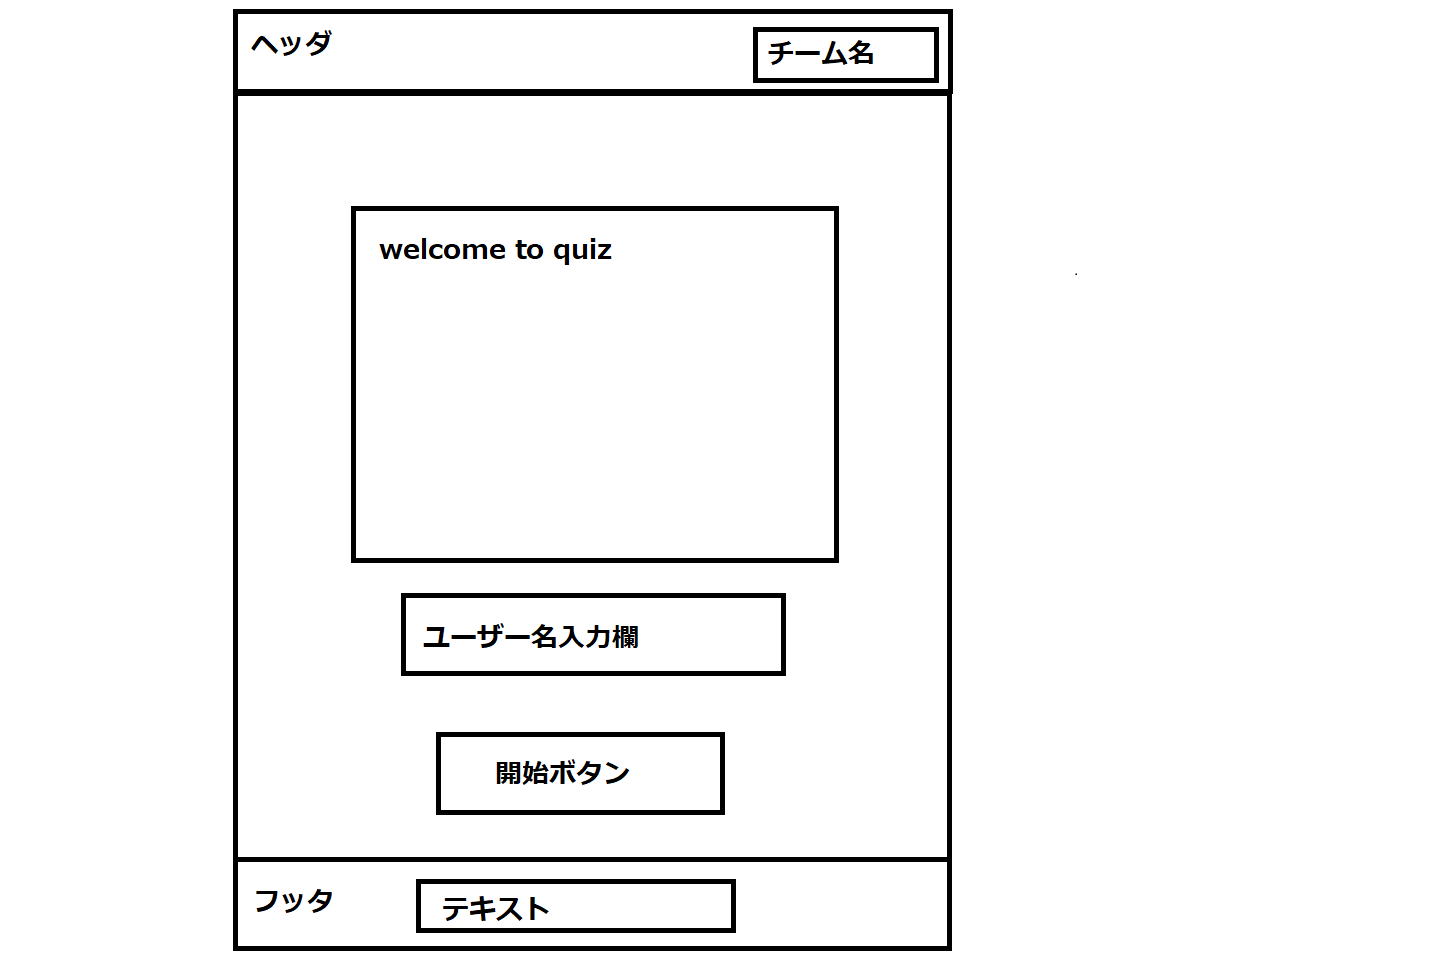 ヘッダ
チーム名
welcome to quiz
ユーザー名入力欄
開始ボタン
フッタ
テキスト